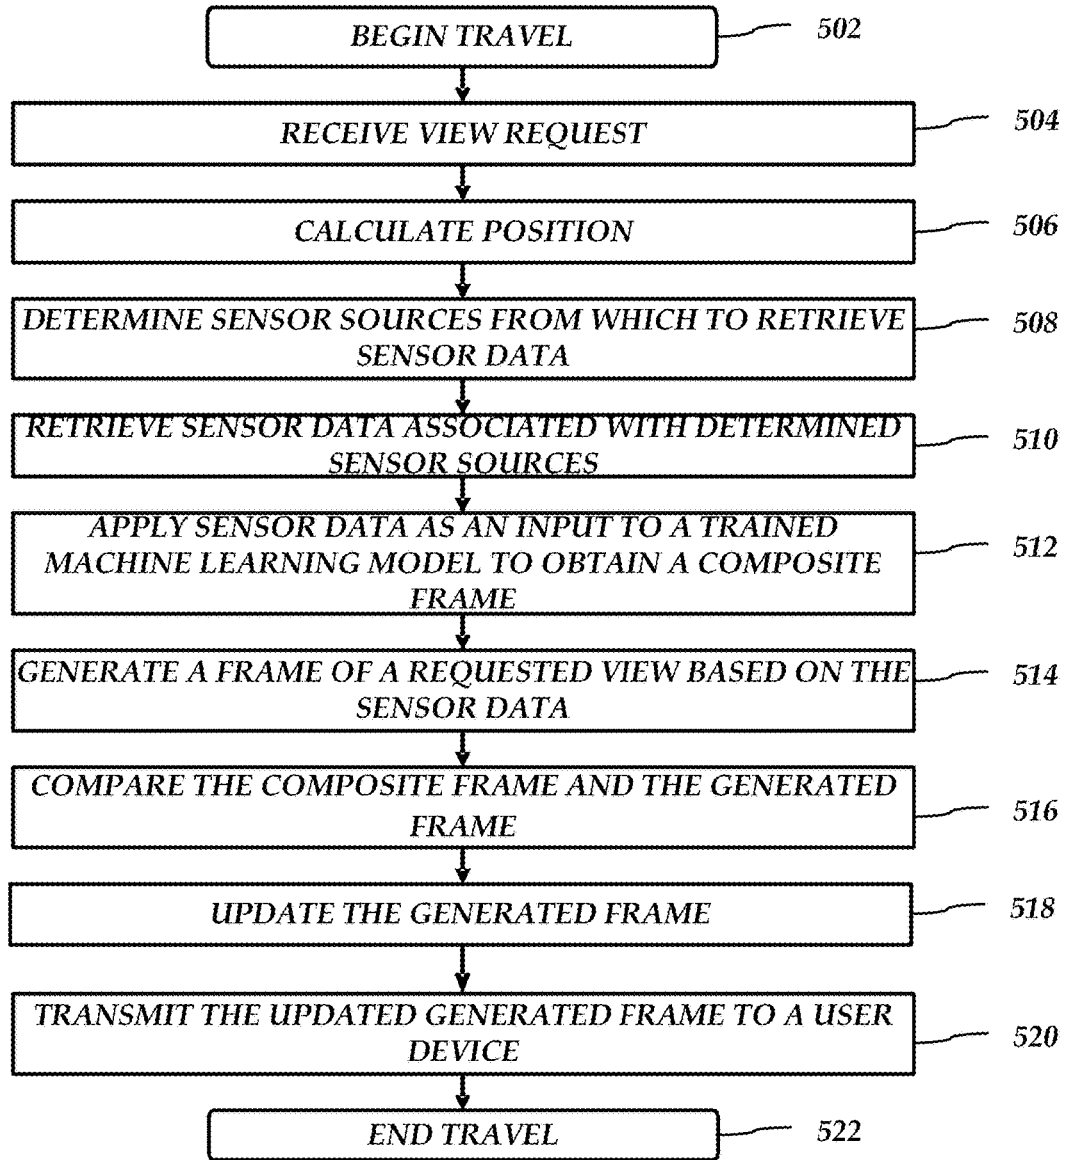 BEGIN TRAVEL 502
RECEIVE VIEW REQUEST 504
CALCULATE POSITION 506
DETERMINE SENSOR SOURCES FROM WHICH TO RETRIEVE 508
SENSOR DATA
RETRIEVE SENSOR DATA ASSOCIATED WITH DETERMINED 510
SENSOR SOURCES
APPLY SENSOR DATA AS AN INPUT TO A TRAINED
MACHINE LEARNING MODEL TO OBTAIN A COMPOSITE 512
FRAME
GENERATE A FRAME OF A REQUESTED VIEW BASED ON THE 514
SENSOR DATA
COMPARE THE COMPOSITE FRAME AND THE GENERATED 516
FRAME
UPDATE THE GENERATED FRAME 518
TRANSMIT THE UPDATED GENERATED FRAME TO A USER 520
DEVICE
END TRAVEL 522